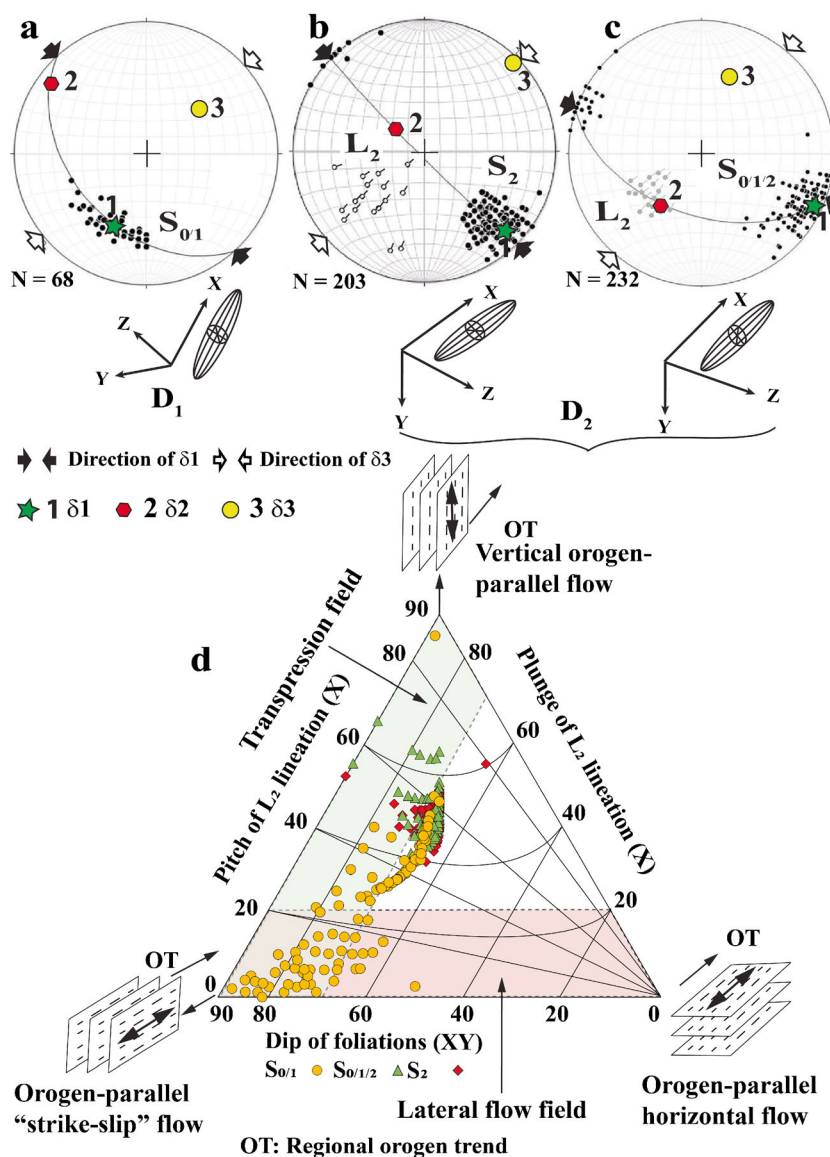 a
b
c
2
3
1
S0/1
N = 68
2
3
L2
S2
1
N = 203
2
3
L2
S0/1/2
1
N = 232
X
Z
Y
D1
X
Z
Y
X
Z
Y
D2
Direction of δ1
Direction of δ3
1 δ1
2 δ2
3 δ3
OT
Vertical orogen-
parallel flow
d
Transpression field
Pitch of L2 lineation (X)
Plunge of L2 lineation (X)
90
80
80
60
60
40
40
20
20
0
90
80
60
40
20
0
OT
OT
Dip of foliations (XY)
S0/1
S0/1/2
S2
Orogen-parallel
“strike-slip” flow
Lateral flow field
Orogen-parallel
horizontal flow
OT: Regional orogen trend